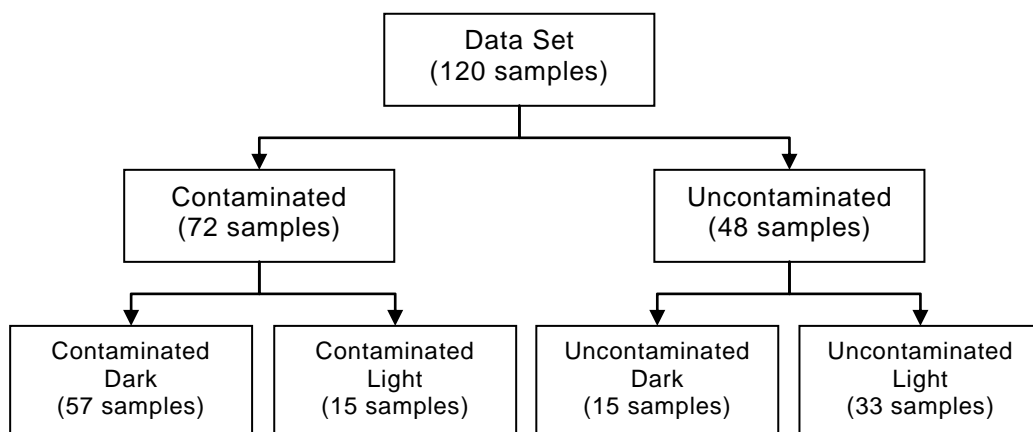 Data Set
(120 samples)
Contaminated
(72 samples)
Uncontaminated
(48 samples)
Contaminated
Dark
(57 samples)
Contaminated
Light
(15 samples)
Uncontaminated
Dark
(15 samples)
Uncontaminated
Light
(33 samples)